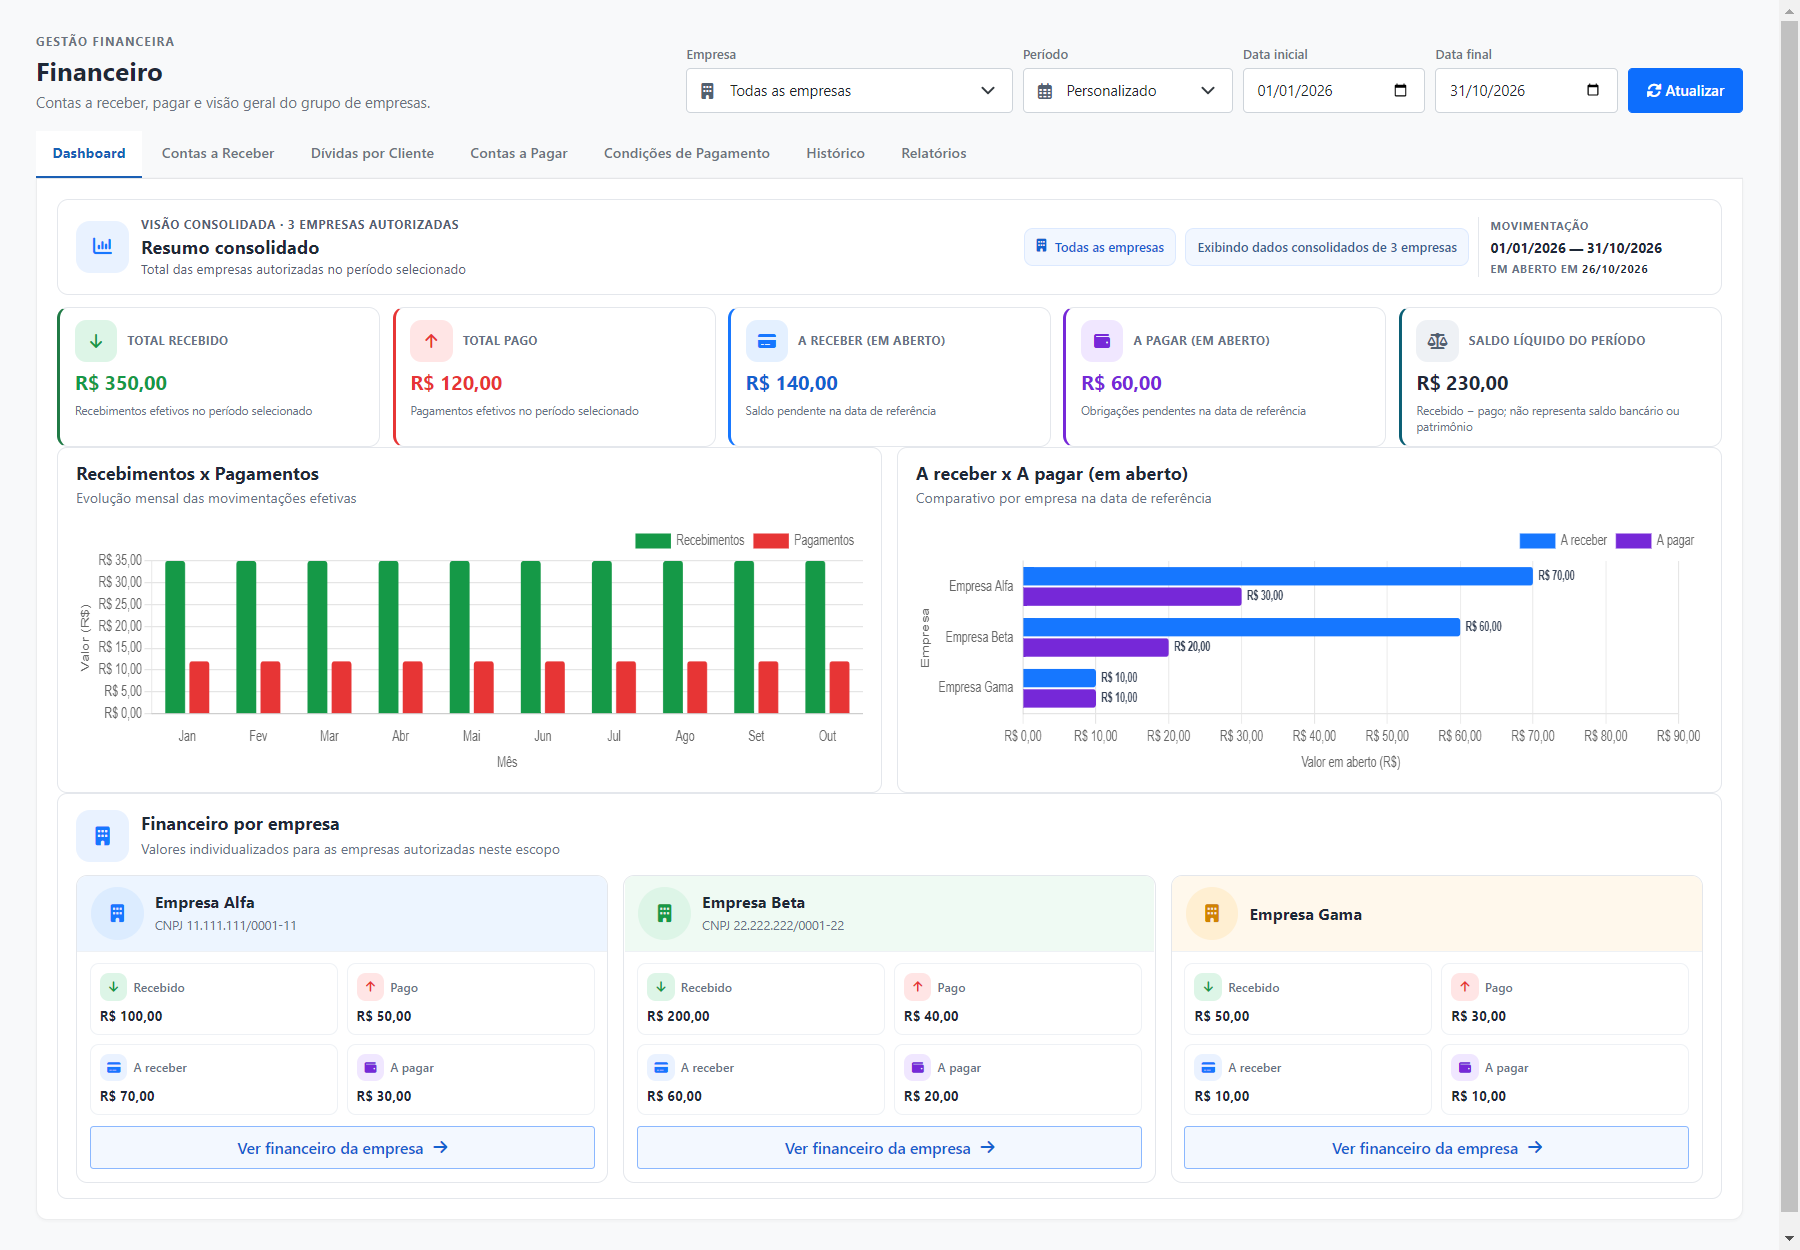 GESTÃO FINANCEIRA
Financeiro
Contas a receber, pagar e visão geral do grupo de empresas.
Empresa
Todas as empresas
Período
Personalizado
Data inicial
01/01/2026
Data final
31/10/2026
Atualizar
Dashboard
Contas a Receber
Dívidas por Cliente
Contas a Pagar
Condições de Pagamento
Histórico
Relatórios
VISÃO CONSOLIDADA · 3 EMPRESAS AUTORIZADAS
Resumo consolidado
Total das empresas autorizadas no período selecionado
Todas as empresas
Exibindo dados consolidados de 3 empresas
MOVIMENTAÇÃO
01/01/2026 — 31/10/2026
EM ABERTO EM 26/10/2026
TOTAL RECEBIDO
R$ 350,00
Recebimentos efetivos no período selecionado
TOTAL PAGO
R$ 120,00
Pagamentos efetivos no período selecionado
A RECEBER (EM ABERTO)
R$ 140,00
Saldo pendente na data de referência
A PAGAR (EM ABERTO)
R$ 60,00
Obrigações pendentes na data de referência
SALDO LÍQUIDO DO PERÍODO
R$ 230,00
Recebido − pago; não representa saldo bancário ou
patrimônio
Recebimentos x Pagamentos
Evolução mensal das movimentações efetivas
Recebimentos
Pagamentos
Valor (R$)
R$ 35,00
R$ 30,00
R$ 25,00
R$ 20,00
R$ 15,00
R$ 10,00
R$ 5,00
R$ 0,00
Jan
Fev
Mar
Abr
Mai
Jun
Jul
Ago
Set
Out
Mês
A receber x A pagar (em aberto)
Comparativo por empresa na data de referência
A receber
A pagar
Empresa
Empresa Alfa
R$ 70,00
R$ 30,00
Empresa Beta
R$ 60,00
R$ 20,00
Empresa Gama
R$ 10,00
R$ 10,00
R$ 0,00
R$ 10,00
R$ 20,00
R$ 30,00
R$ 40,00
R$ 50,00
R$ 60,00
R$ 70,00
R$ 80,00
R$ 90,00
Valor em aberto (R$)
Financeiro por empresa
Valores individualizados para as empresas autorizadas neste escopo
Empresa Alfa
CNPJ 11.111.111/0001-11
Recebido
R$ 100,00
Pago
R$ 50,00
A receber
R$ 70,00
A pagar
R$ 30,00
Ver financeiro da empresa
Empresa Beta
CNPJ 22.222.222/0001-22
Recebido
R$ 200,00
Pago
R$ 40,00
A receber
R$ 60,00
A pagar
R$ 20,00
Ver financeiro da empresa
Empresa Gama
Recebido
R$ 50,00
Pago
R$ 30,00
A receber
R$ 10,00
A pagar
R$ 10,00
Ver financeiro da empresa